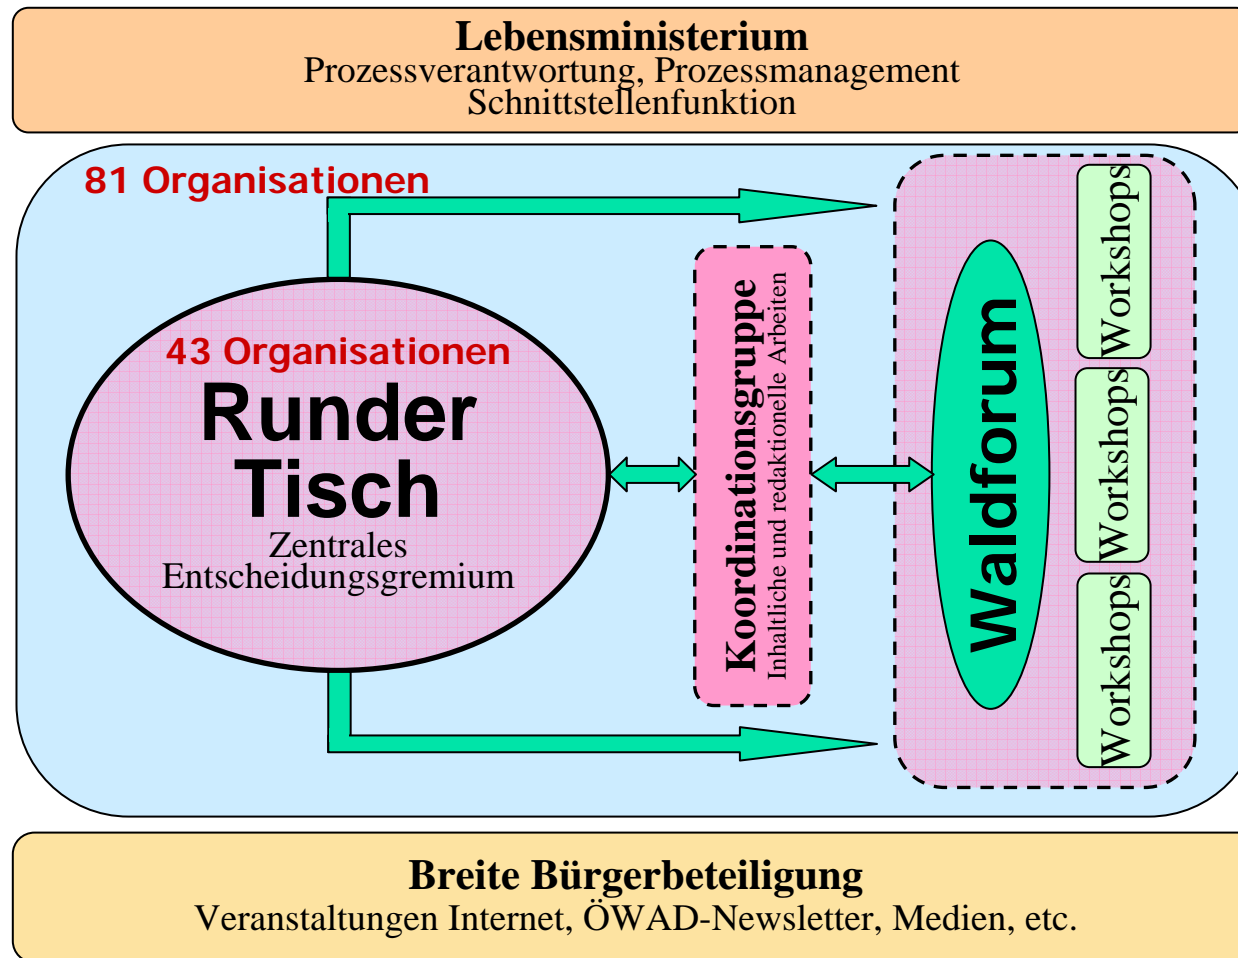 Lebensministerium
Prozessverantwortung, Prozessmanagement
Schnittstellenfunktion
81 Organisationen
43 Organisationen
Runder
Tisch
Zentrales
Entscheidungsgremium
Koordinationsgruppe
Inhaltliche und redaktionelle Arbeiten
Waldforum
Workshops
Workshops
Workshops
Breite Bürgerbeteiligung
Veranstaltungen Internet, ÖWAD-Newsletter, Medien, etc.